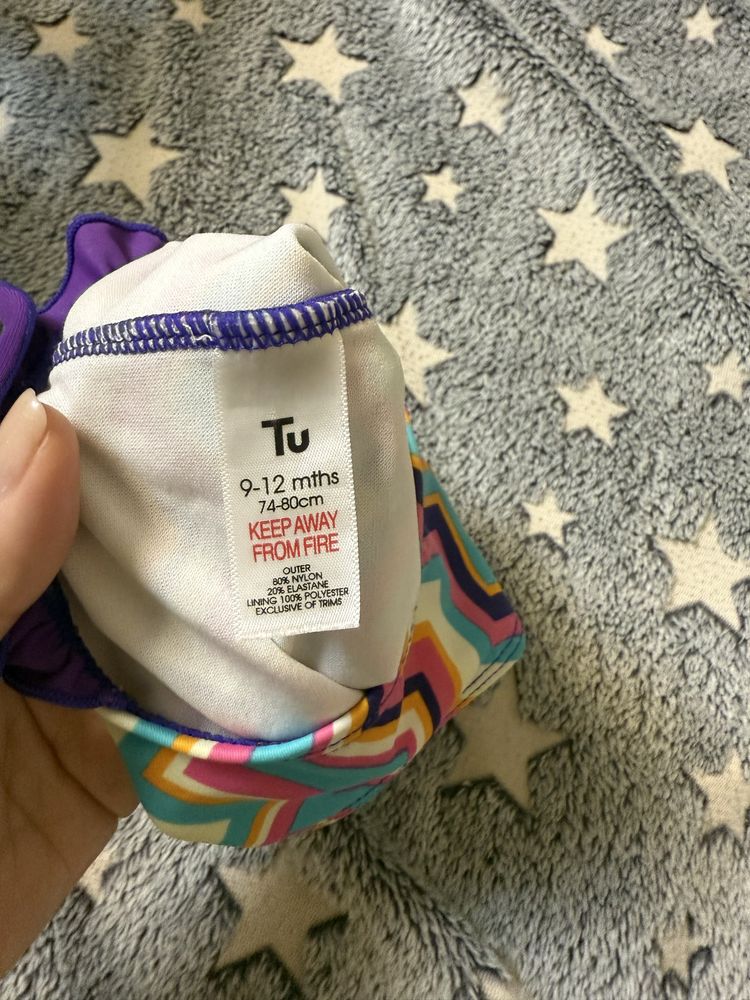 Tu
9-12 mths
74-80cm
KEEP AWAY
FROM FIRE
OUTER
80% NYLON
20% ELASTANE
LINING 100% POLYESTER
EXCLUSIVE OF TRIMS